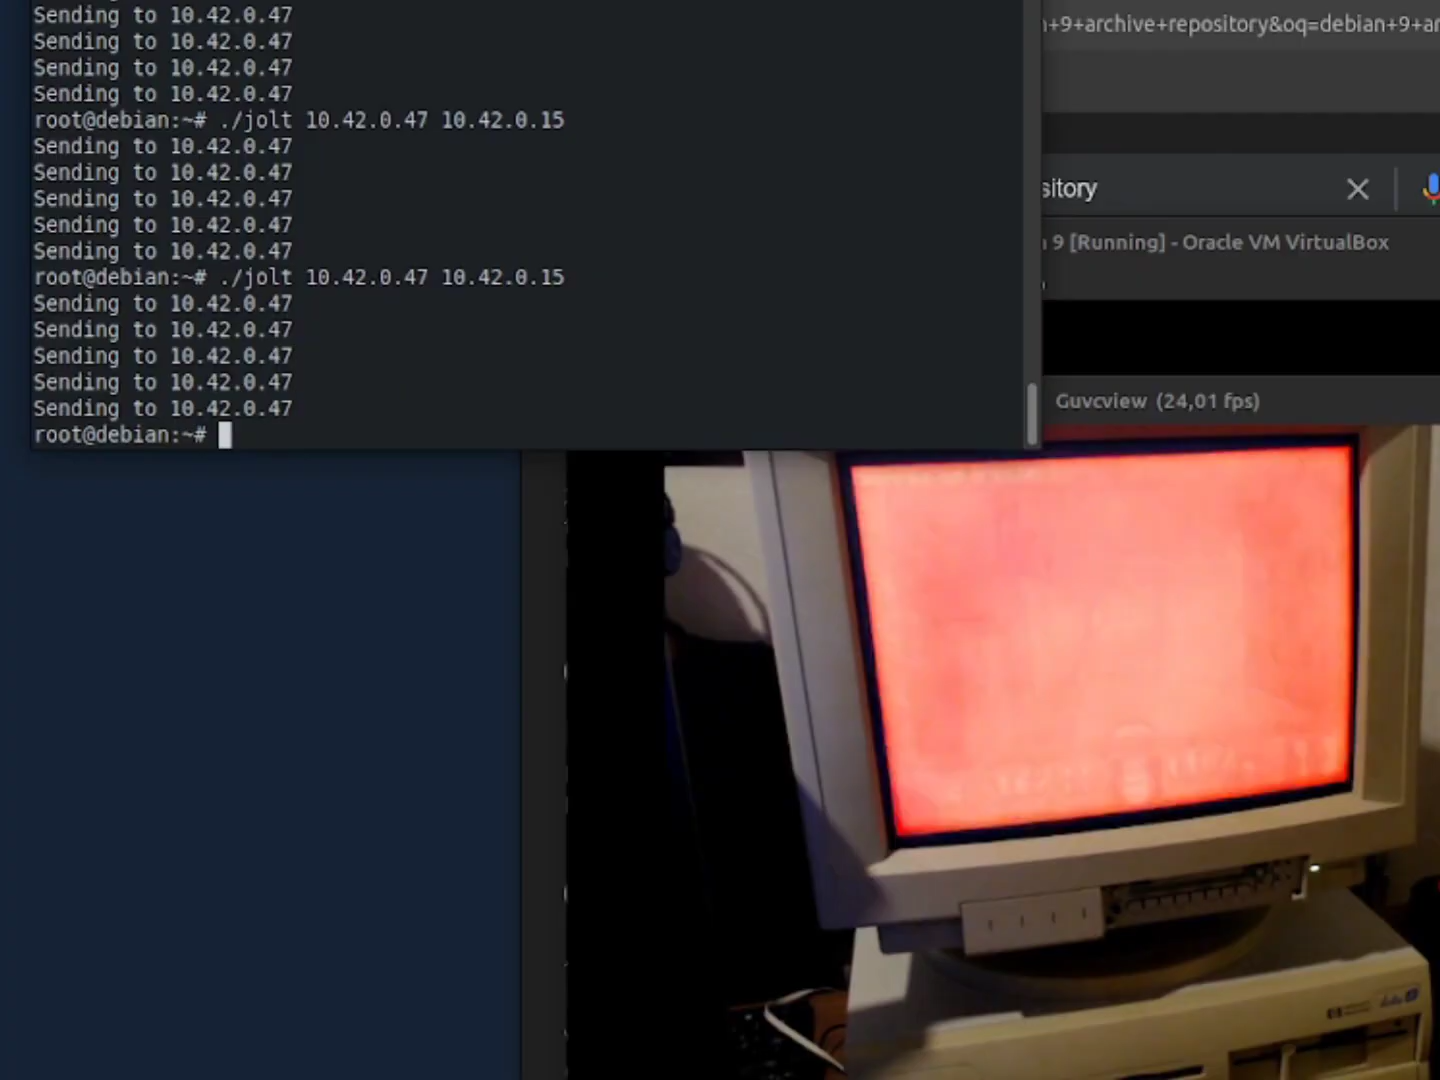 Sending to 10.42.0.47
Sending to 10.42.0.47
Sending to 10.42.0.47
Sending to 10.42.0.47
root@debian:~# ./jolt 10.42.0.47 10.42.0.15
Sending to 10.42.0.47
Sending to 10.42.0.47
Sending to 10.42.0.47
Sending to 10.42.0.47
Sending to 10.42.0.47
root@debian:~# ./jolt 10.42.0.47 10.42.0.15
Sending to 10.42.0.47
Sending to 10.42.0.47
Sending to 10.42.0.47
Sending to 10.42.0.47
Sending to 10.42.0.47
root@debian:~#
+9+archive+repository&oq=debian+9+ar
sitory
9 [Running] - Oracle VM VirtualBox
Guvcview (24,01 fps)